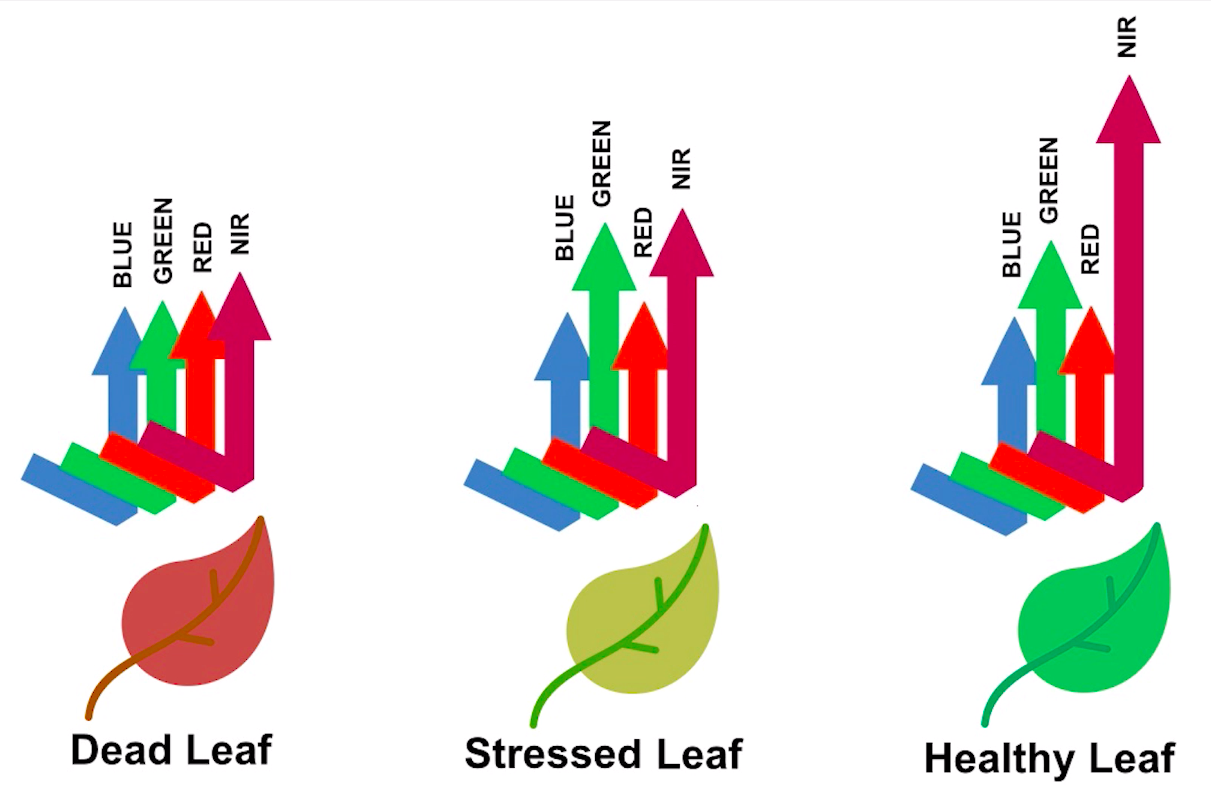 BLUE
GREEN
RED
NIR
BLUE
GREEN
RED
NIR
BLUE
GREEN
RED
NIR
Dead Leaf
Stressed Leaf
Healthy Leaf